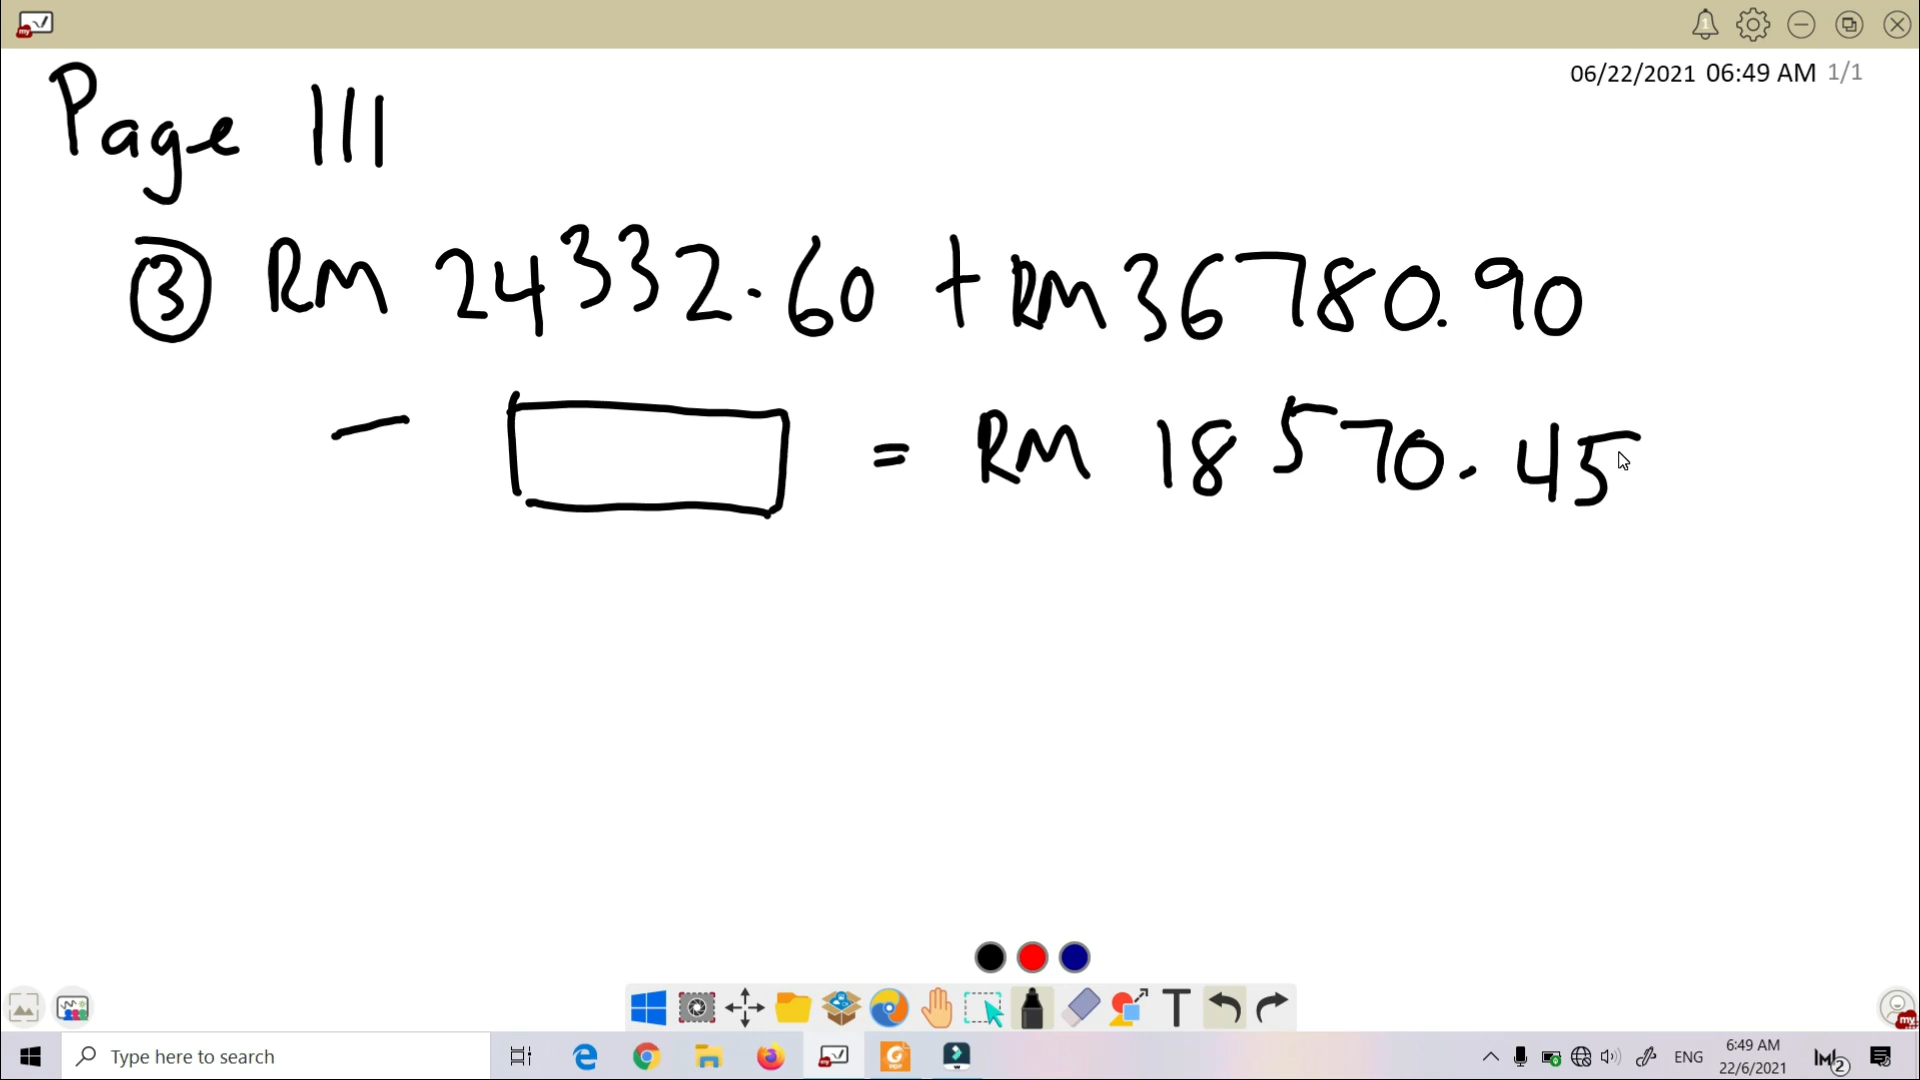 06/22/2021 06:49 AM 1/1
Page 111
③ RM 24332.60 + RM 36780.90
- = RM 18570.45
T
Type here to search
ENG
6:49 AM
22/6/2021
2